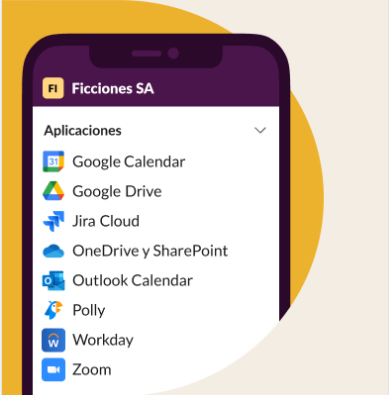 FI Ficciones SA
Aplicaciones
31 Google Calendar
Google Drive
Jira Cloud
OneDrive y SharePoint
Outlook Calendar
Polly
W Workday
Zoom